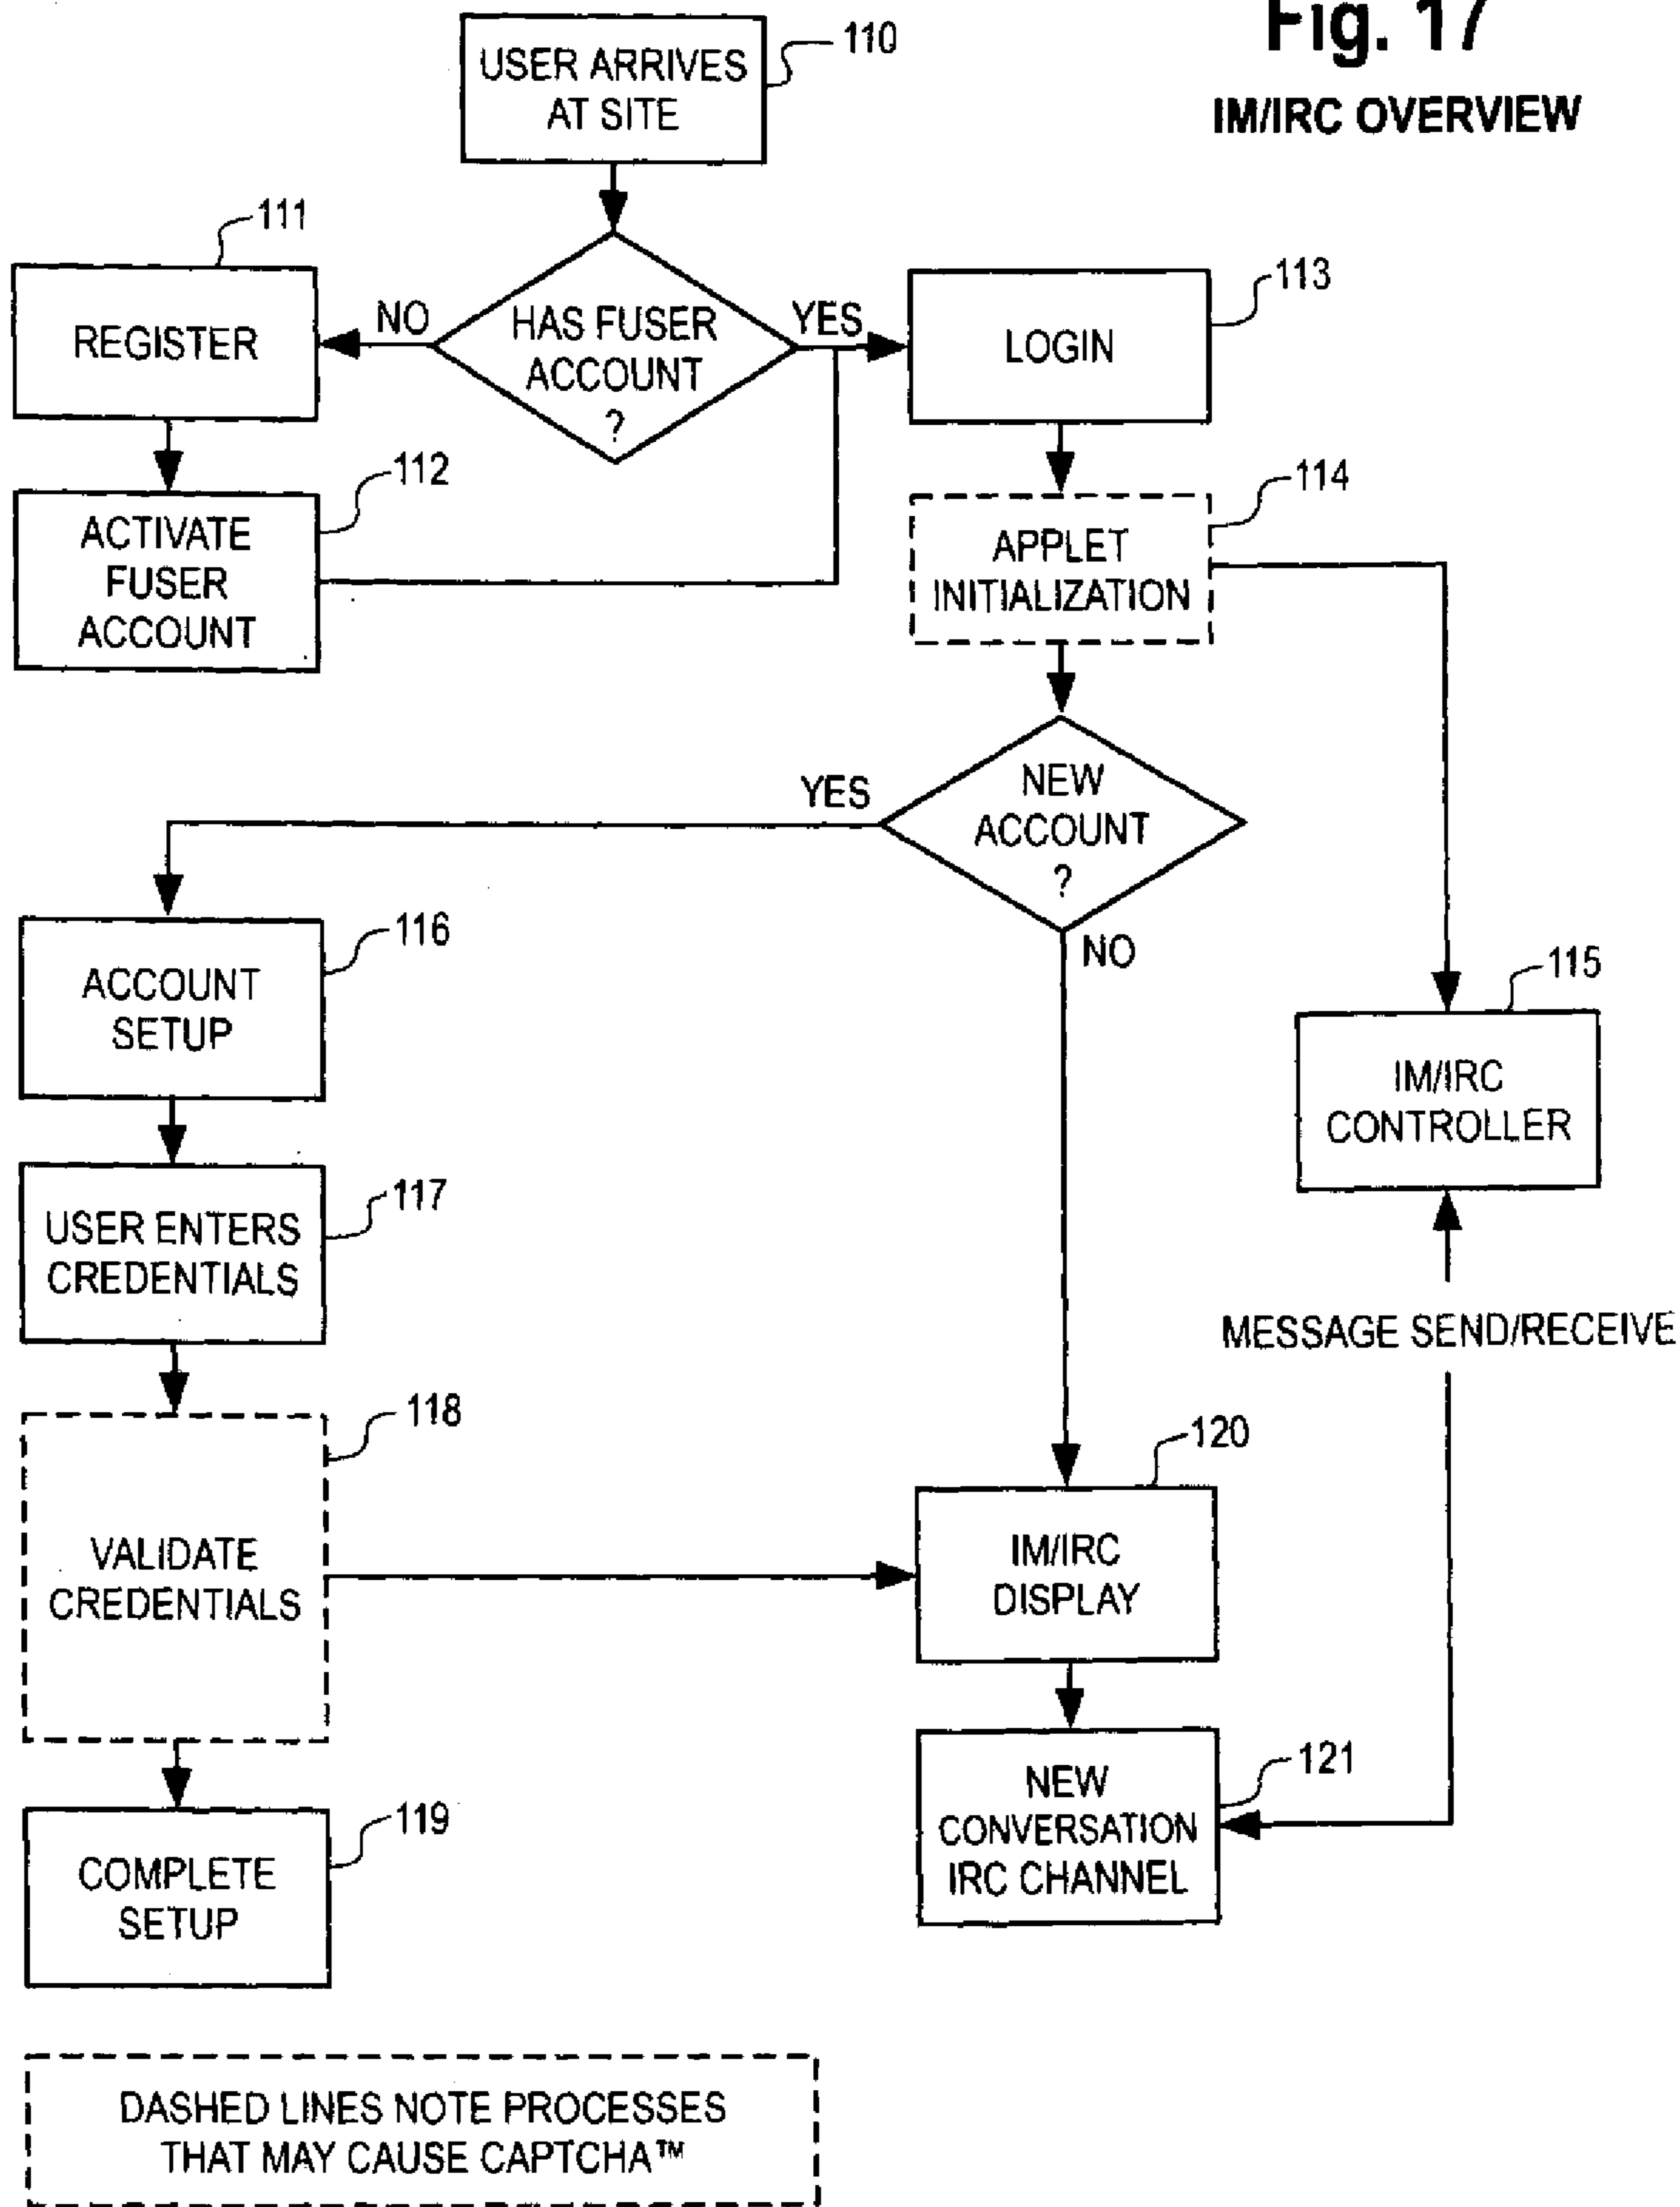 Fig. 17
IM/IRC OVERVIEW
110
USER ARRIVES
AT SITE
111
REGISTER
NO
HAS FUSER
ACCOUNT
?
YES
113
LOGIN
112
ACTIVATE
FUSER
ACCOUNT
114
APPLET
INITIALIZATION
YES
NEW
ACCOUNT
?
NO
116
ACCOUNT
SETUP
115
IM/IRC
CONTROLLER
117
USER ENTERS
CREDENTIALS
MESSAGE SEND/RECEIVE
118
VALIDATE
CREDENTIALS
120
IM/IRC
DISPLAY
121
NEW
CONVERSATION
IRC CHANNEL
119
COMPLETE
SETUP
DASHED LINES NOTE PROCESSES
THAT MAY CAUSE CAPTCHA™